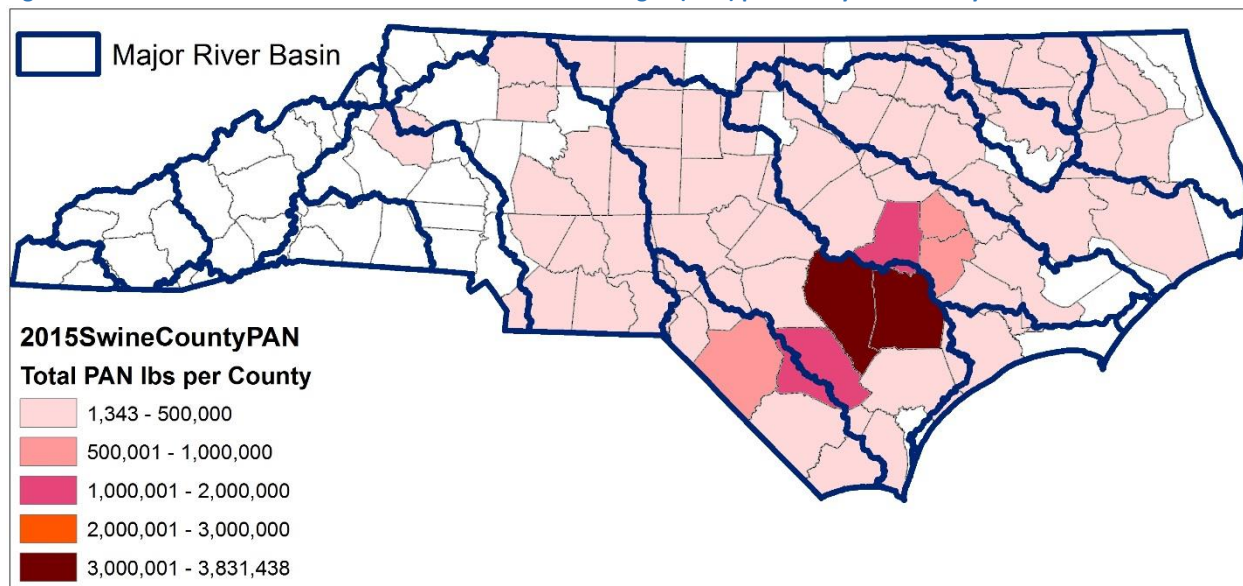 Major River Basin
2015SwineCountyPAN
Total PAN lbs per County
1,343 - 500,000
500,001 - 1,000,000
1,000,001 - 2,000,000
2,000,001 - 3,000,000
3,000,001 - 3,831,438